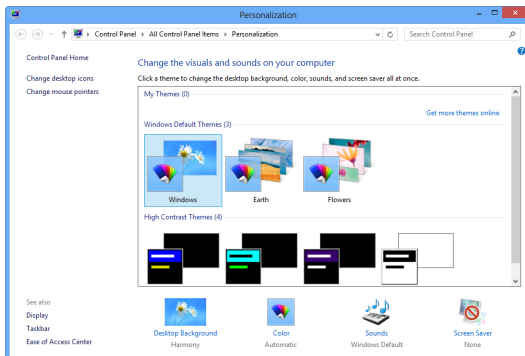 Personalization
Control Panel ▸ All Control Panel Items ▸ Personalization
Search Control Panel
Control Panel Home
Change desktop icons
Change mouse pointers
Change the visuals and sounds on your computer
Click a theme to change the desktop background, color, sounds, and screen saver all at once.
My Themes (0)
Get more themes online
Windows Default Themes (3)
Windows
Earth
Flowers
High Contrast Themes (4)
See also
Display
Taskbar
Ease of Access Center
Desktop Background
Harmony
Color
Automatic
Sounds
Windows Default
Screen Saver
None